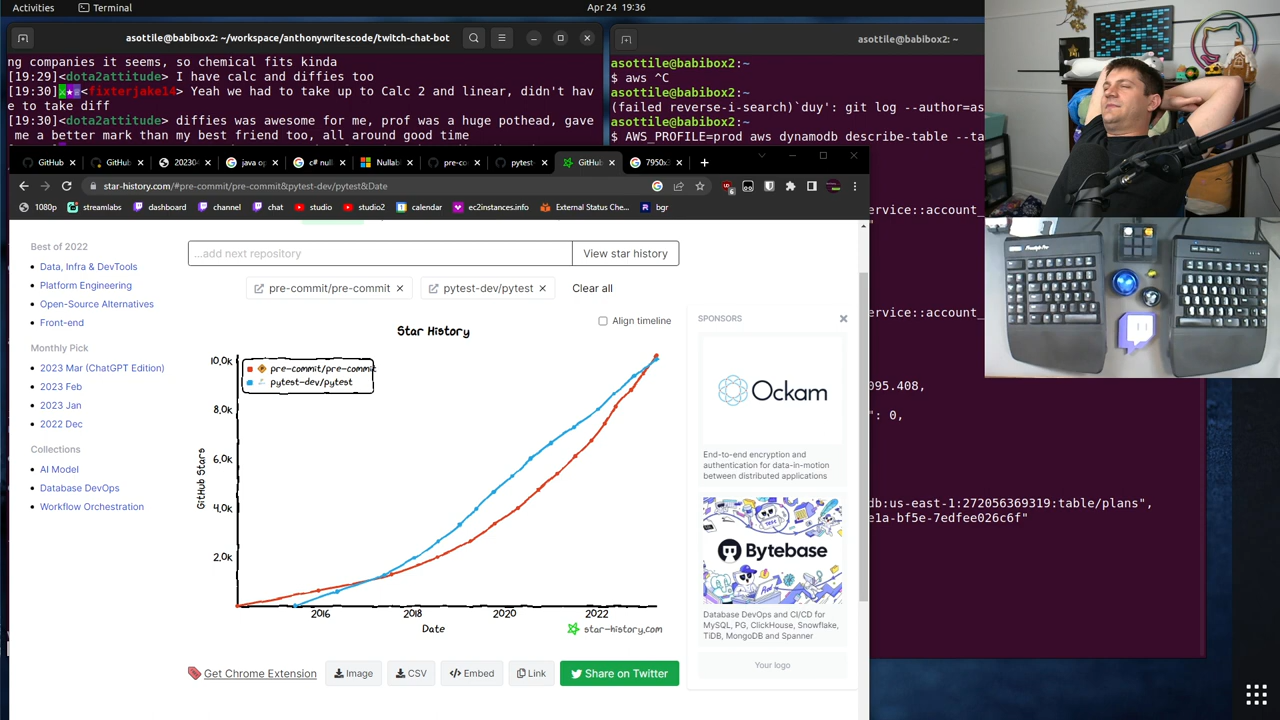 Activities
Terminal
Apr 24 19:36
asottile@babibox2: ~/workspace/anthonywritescode/twitch-chat-bot
ng companies it seems, so chemical fits kinda
[19:29]<dota2attitude> I have calc and diffies too
[19:30]<fixterjake14> Yeah we had to take up to Calc 2 and linear, didn't hav
e to take diff
[19:30]<dota2attitude> diffies was awesome for me, prof was a huge pothead, gave
me a better mark than my best friend too, all around good time
asottile@babibox2: ~
asottile@babibox2:~
$ aws ^C
asottile@babibox2:~
(failed reverse-i-search)`duy': git log --author=as
asottile@babibox2:~
$ AWS_PROFILE=prod aws dynamodb describe-table --ta
GitHub
GitHub
202304
java op
c# null
Nullab
pre-co
pytest-
GitHub
7950x
star-history.com/#pre-commit/pre-commit&pytest-dev/pytest&Date
1080p
streamlabs
dashboard
channel
chat
studio
studio2
calendar
ec2instances.info
External Status Che...
bgr
ervice::account_
ervice::account_
095.408,
": 0,
db:us-east-1:272056369319:table/plans",
e1a-bf5e-7edfee026c6f"
Best of 2022
Data, Infra & DevTools
Platform Engineering
Open-Source Alternatives
Front-end
Monthly Pick
2023 Mar (ChatGPT Edition)
2023 Feb
2023 Jan
2022 Dec
Collections
AI Model
Database DevOps
Workflow Orchestration
...add next repository
View star history
pre-commit/pre-commit
pytest-dev/pytest
Clear all
Align timeline
Star History
pre-commit/pre-commit
pytest-dev/pytest
10.0k
8.0k
6.0k
4.0k
2.0k
GitHub Stars
2016
2018
2020
2022
Date
star-history.com
Get Chrome Extension
Image
CSV
Embed
Link
Share on Twitter
SPONSORS
Ockam
End-to-end encryption and
authentication for data-in-motion
between distributed applications
Bytebase
Database DevOps and CI/CD for
MySQL, PG, ClickHouse, Snowflake,
TiDB, MongoDB and Spanner
Your logo